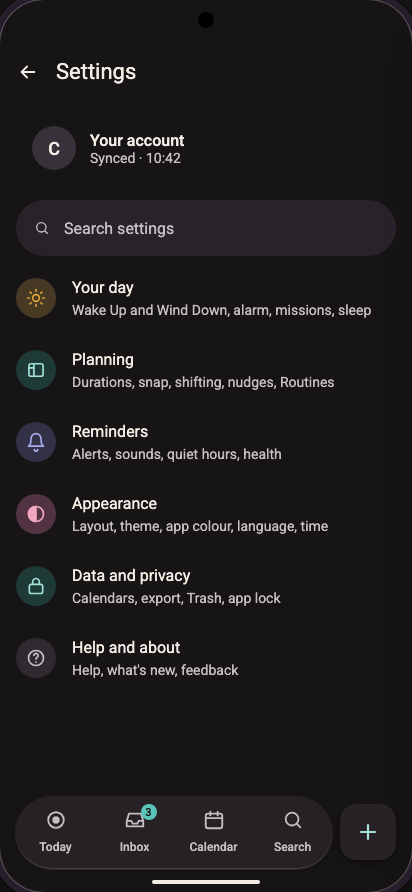 Settings
C
Your account
Synced · 10:42
Search settings
Your day
Wake Up and Wind Down, alarm, missions, sleep
Planning
Durations, snap, shifting, nudges, Routines
Reminders
Alerts, sounds, quiet hours, health
Appearance
Layout, theme, app colour, language, time
Data and privacy
Calendars, export, Trash, app lock
Help and about
Help, what's new, feedback
3
Today
Inbox
Calendar
Search